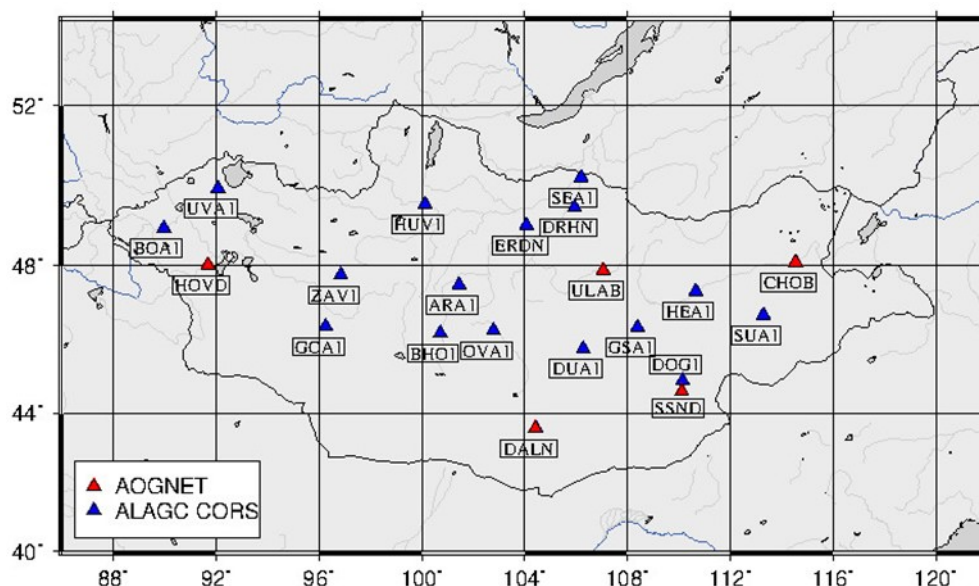 52-
SEA1
UVA1
HUV1
DRHN
BOA1
ERDN
48-
HOVD
ULAB
CHOB
ZAV1
ARA1
HEA1
GOA1
BHO1
OVA1
GSA1
SUA1
DUA1
DOG1
SSND
44-
DALN
AOGNET
ALAGC CORS
40-
88- 92- 96- 100- 104- 108- 112- 116- 120-